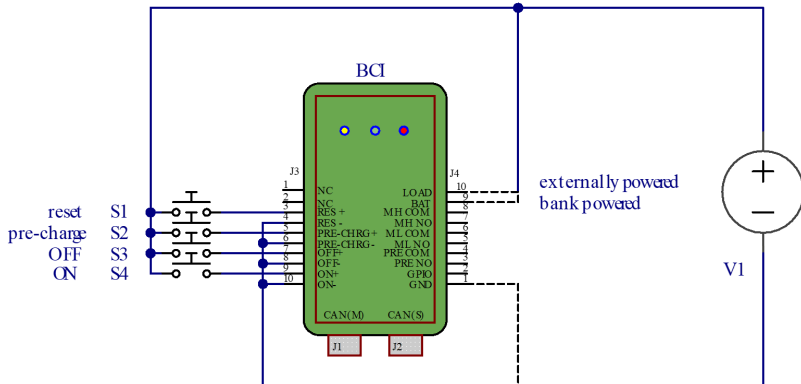 BCI
J3
J4
1 NC
2 NC
3 RES +
4 RES -
5 PRE-CHRG+
6 PRE-CHRG-
7 OFF+
8 OFF-
9 ON+
10 ON-
LOAD 10
BAT 9
MH COM 8
MH NO 7
ML COM 6
ML NO 5
PRE COM 4
PRE NO 3
GPIO 2
GND 1
reset S1
pre-charge S2
OFF S3
ON S4
externally powered
bank powered
V1
CAN(M) CAN(S)
J1 J2